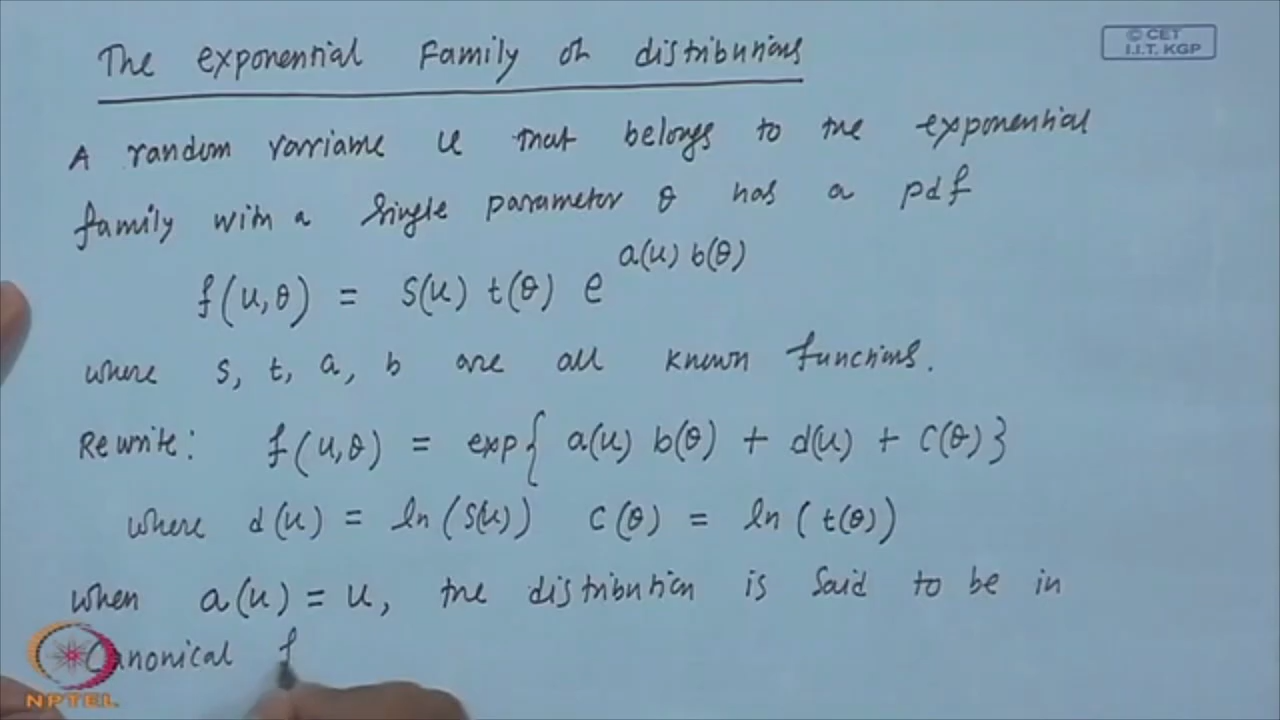 © CET
I.I.T. KGP
The exponential Family of distributions
A random variable u that belongs to the exponential
family with a single parameter θ has a pdf
f(u,θ) = s(u) t(θ) e^{a(u) b(θ)}
where s, t, a, b are all known functions.
Rewrite: f(u,θ) = exp{ a(u) b(θ) + d(u) + c(θ)}
where d(u) = ln(s(u)) c(θ) = ln(t(θ))
When a(u) = u, the distribution is said to be in
Canonical f
NPTEL